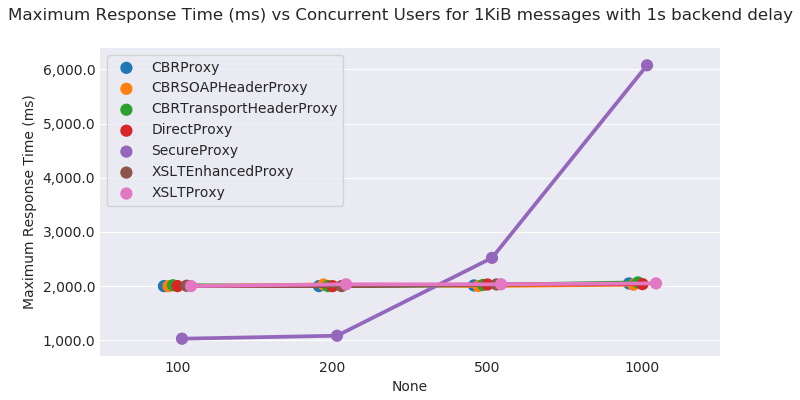 Maximum Response Time (ms) vs Concurrent Users for 1KiB messages with 1s backend delay
CBRProxy
CBRSOAPHeaderProxy
CBRTransportHeaderProxy
DirectProxy
SecureProxy
XSLTEnhancedProxy
XSLTProxy
Maximum Response Time (ms)
6,000.0
5,000.0
4,000.0
3,000.0
2,000.0
1,000.0
100 200 500 1000
None